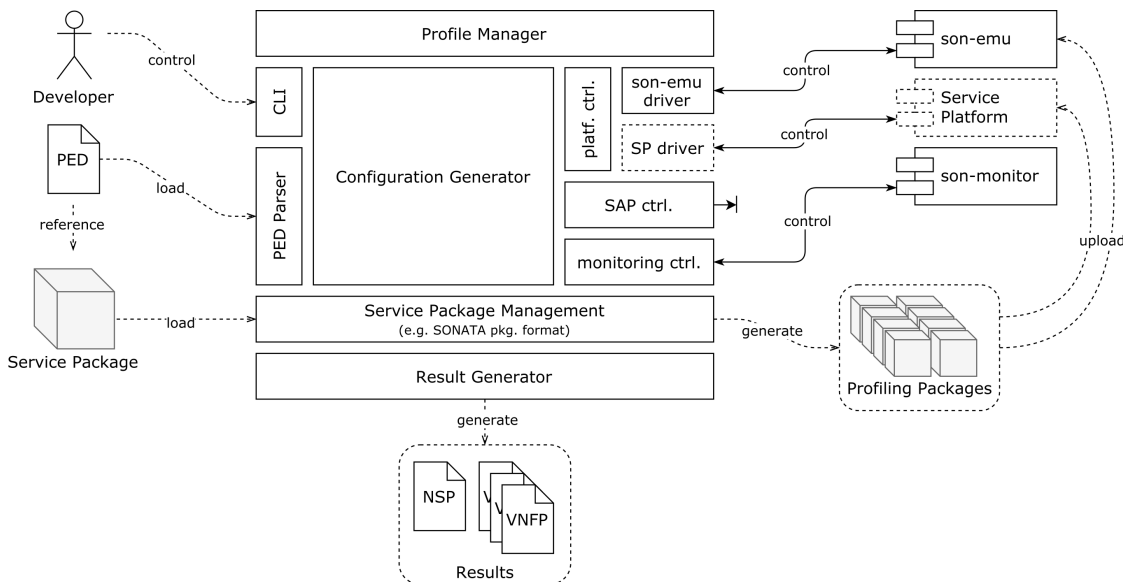 Profile Manager
Developer
control
CLI
PED
load
PED Parser
reference
Service Package
load
Configuration Generator
platf. ctrl.
son-emu
driver
SP driver
SAP ctrl.
monitoring ctrl.
control
control
control
son-emu
Service
Platform
son-monitor
upload
Service Package Management
(e.g. SONATA pkg. format)
generate
Profiling Packages
Result Generator
generate
NSP
V
V
VNFP
Results